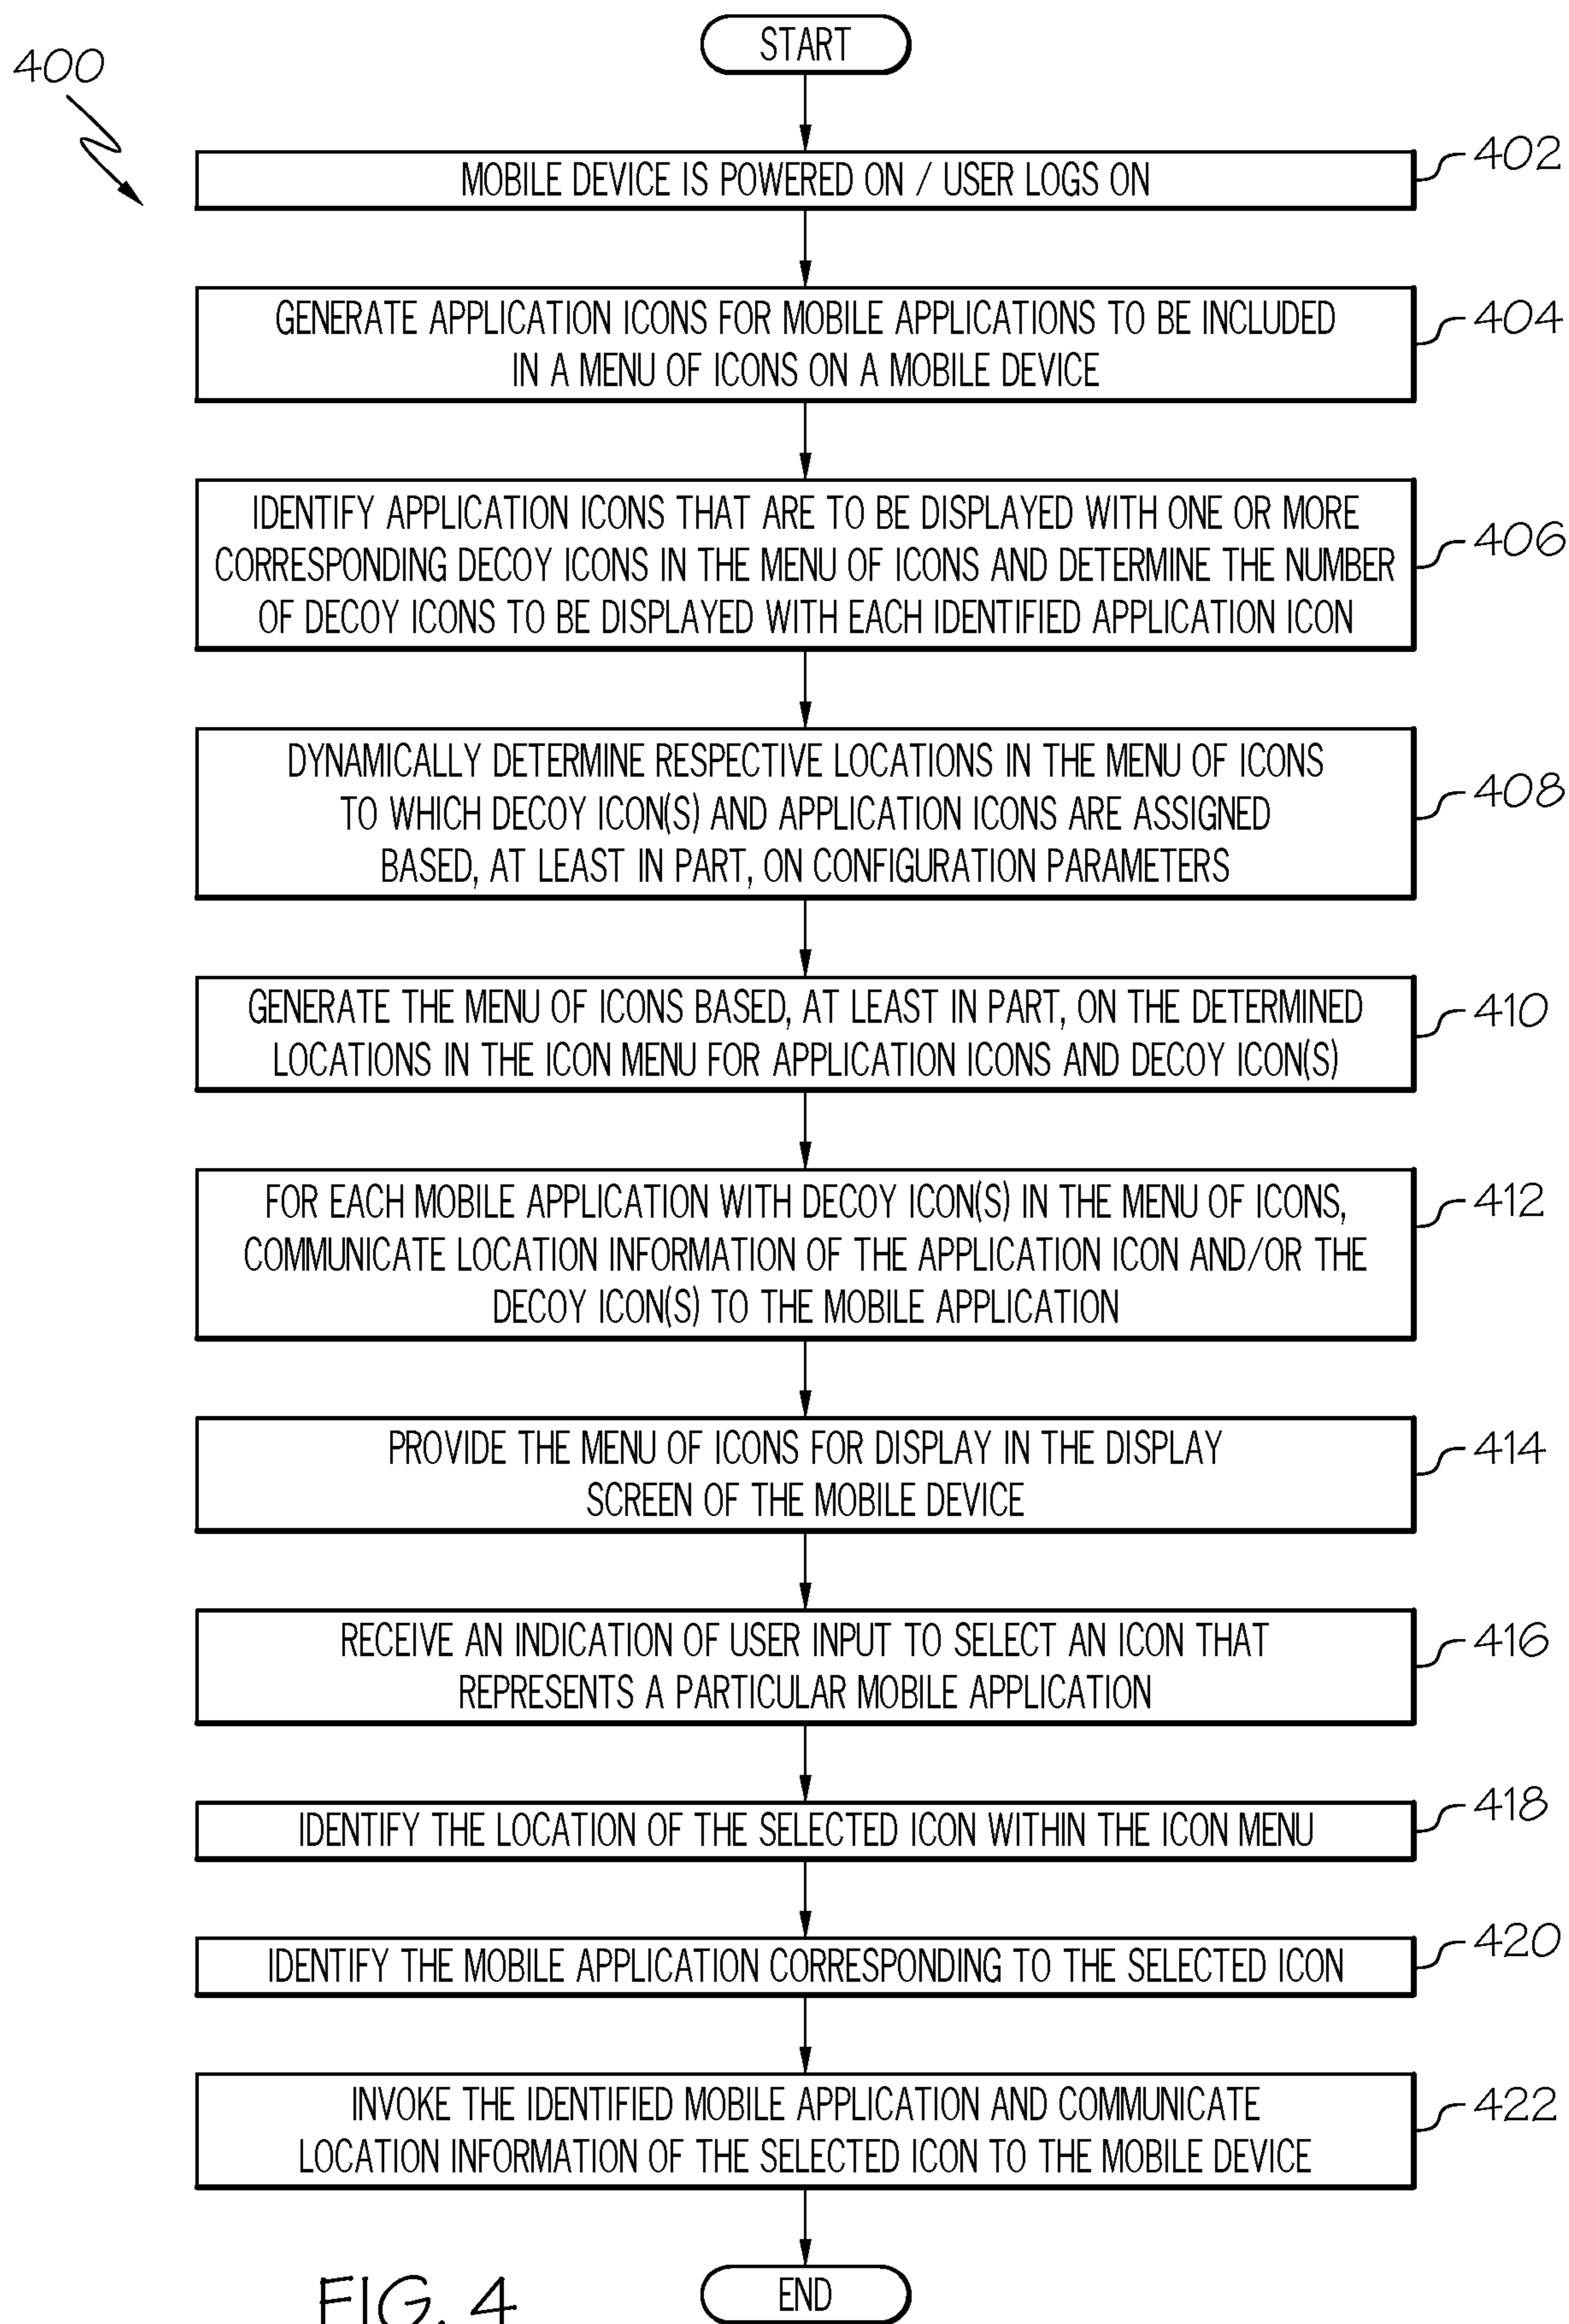 START
400
MOBILE DEVICE IS POWERED ON / USER LOGS ON
402
GENERATE APPLICATION ICONS FOR MOBILE APPLICATIONS TO BE INCLUDED
IN A MENU OF ICONS ON A MOBILE DEVICE
404
IDENTIFY APPLICATION ICONS THAT ARE TO BE DISPLAYED WITH ONE OR MORE
CORRESPONDING DECOY ICONS IN THE MENU OF ICONS AND DETERMINE THE NUMBER
OF DECOY ICONS TO BE DISPLAYED WITH EACH IDENTIFIED APPLICATION ICON
406
DYNAMICALLY DETERMINE RESPECTIVE LOCATIONS IN THE MENU OF ICONS
TO WHICH DECOY ICON(S) AND APPLICATION ICONS ARE ASSIGNED
BASED, AT LEAST IN PART, ON CONFIGURATION PARAMETERS
408
GENERATE THE MENU OF ICONS BASED, AT LEAST IN PART, ON THE DETERMINED
LOCATIONS IN THE ICON MENU FOR APPLICATION ICONS AND DECOY ICON(S)
410
FOR EACH MOBILE APPLICATION WITH DECOY ICON(S) IN THE MENU OF ICONS,
COMMUNICATE LOCATION INFORMATION OF THE APPLICATION ICON AND/OR THE
DECOY ICON(S) TO THE MOBILE APPLICATION
412
PROVIDE THE MENU OF ICONS FOR DISPLAY IN THE DISPLAY
SCREEN OF THE MOBILE DEVICE
414
RECEIVE AN INDICATION OF USER INPUT TO SELECT AN ICON THAT
REPRESENTS A PARTICULAR MOBILE APPLICATION
416
IDENTIFY THE LOCATION OF THE SELECTED ICON WITHIN THE ICON MENU
418
IDENTIFY THE MOBILE APPLICATION CORRESPONDING TO THE SELECTED ICON
420
INVOKE THE IDENTIFIED MOBILE APPLICATION AND COMMUNICATE
LOCATION INFORMATION OF THE SELECTED ICON TO THE MOBILE DEVICE
422
END
FIG. 4